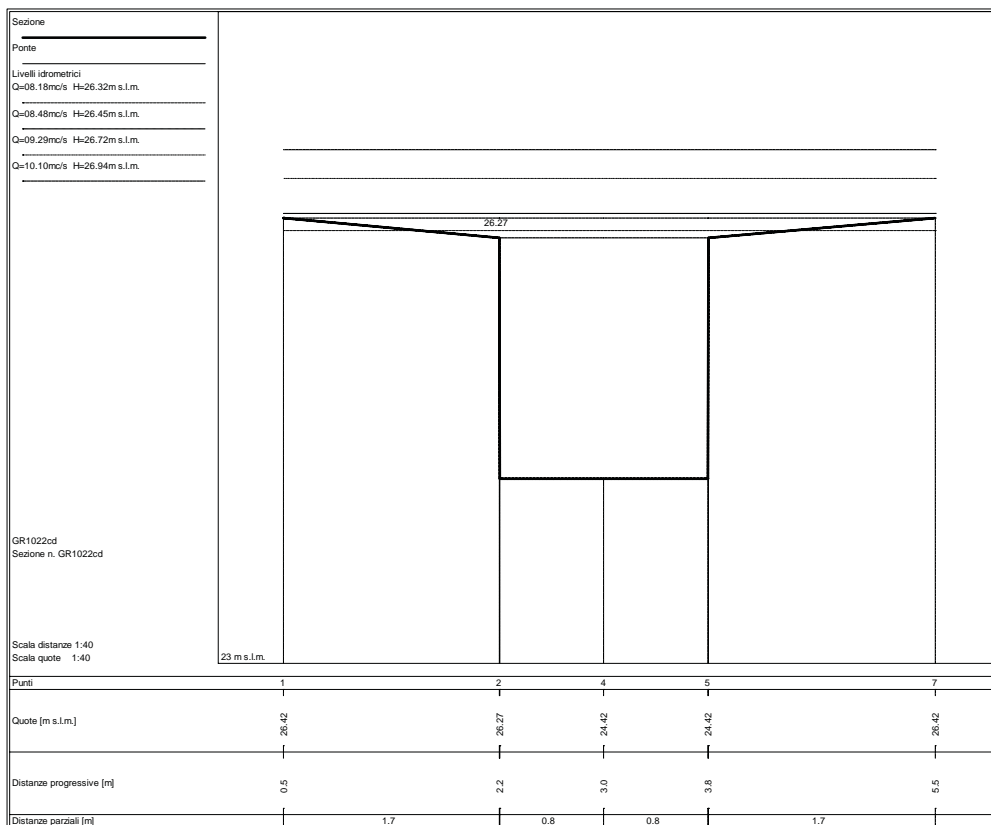 Sezione
Ponte
Livelli idrometrici
Q=08.18mc/s H=26.32m s.l.m.
Q=08.48mc/s H=26.45m s.l.m.
Q=09.29mc/s H=26.72m s.l.m.
Q=10.10mc/s H=26.94m s.l.m.
26.27
GR1022cd
Sezione n. GR1022cd
Scala distanze 1:40
Scala quote 1:40
23 m s.l.m.
Punti 1 2 4 5 7
Quote [m s.l.m.] 26.42 26.27 24.42 24.42 26.42
Distanze progressive [m] 0.5 2.2 3.0 3.8 5.5
Distanze parziali [m] 1.7 0.8 0.8 1.7